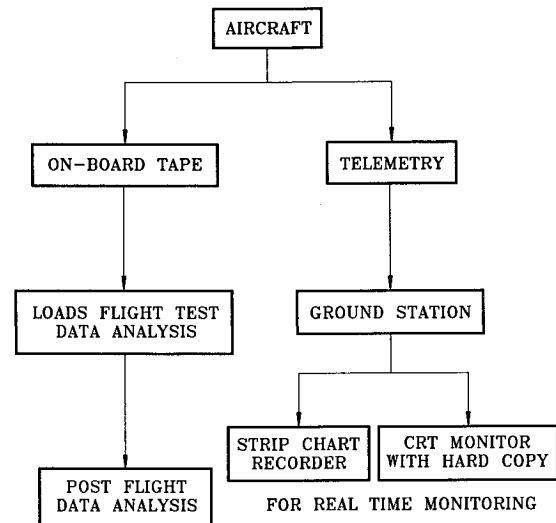 AIRCRAFT
ON-BOARD TAPE
TELEMETRY
LOADS FLIGHT TEST
DATA ANALYSIS
GROUND STATION
STRIP CHART
RECORDER
CRT MONITOR
WITH HARD COPY
POST FLIGHT
DATA ANALYSIS
FOR REAL TIME MONITORING